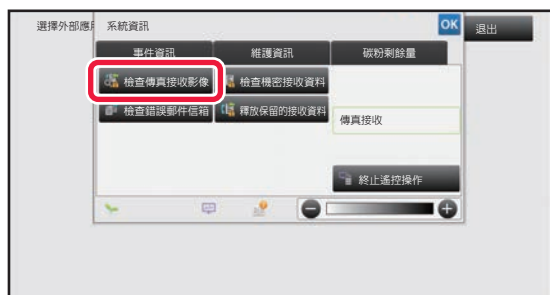 選擇外部應
系統資訊
OK
退出
事件資訊
維護資訊
碳粉剩餘量
檢查傳真接收影像
檢查機密接收資料
檢查錯誤郵件信箱
釋放保留的接收資料
傳真接收
終止遙控操作